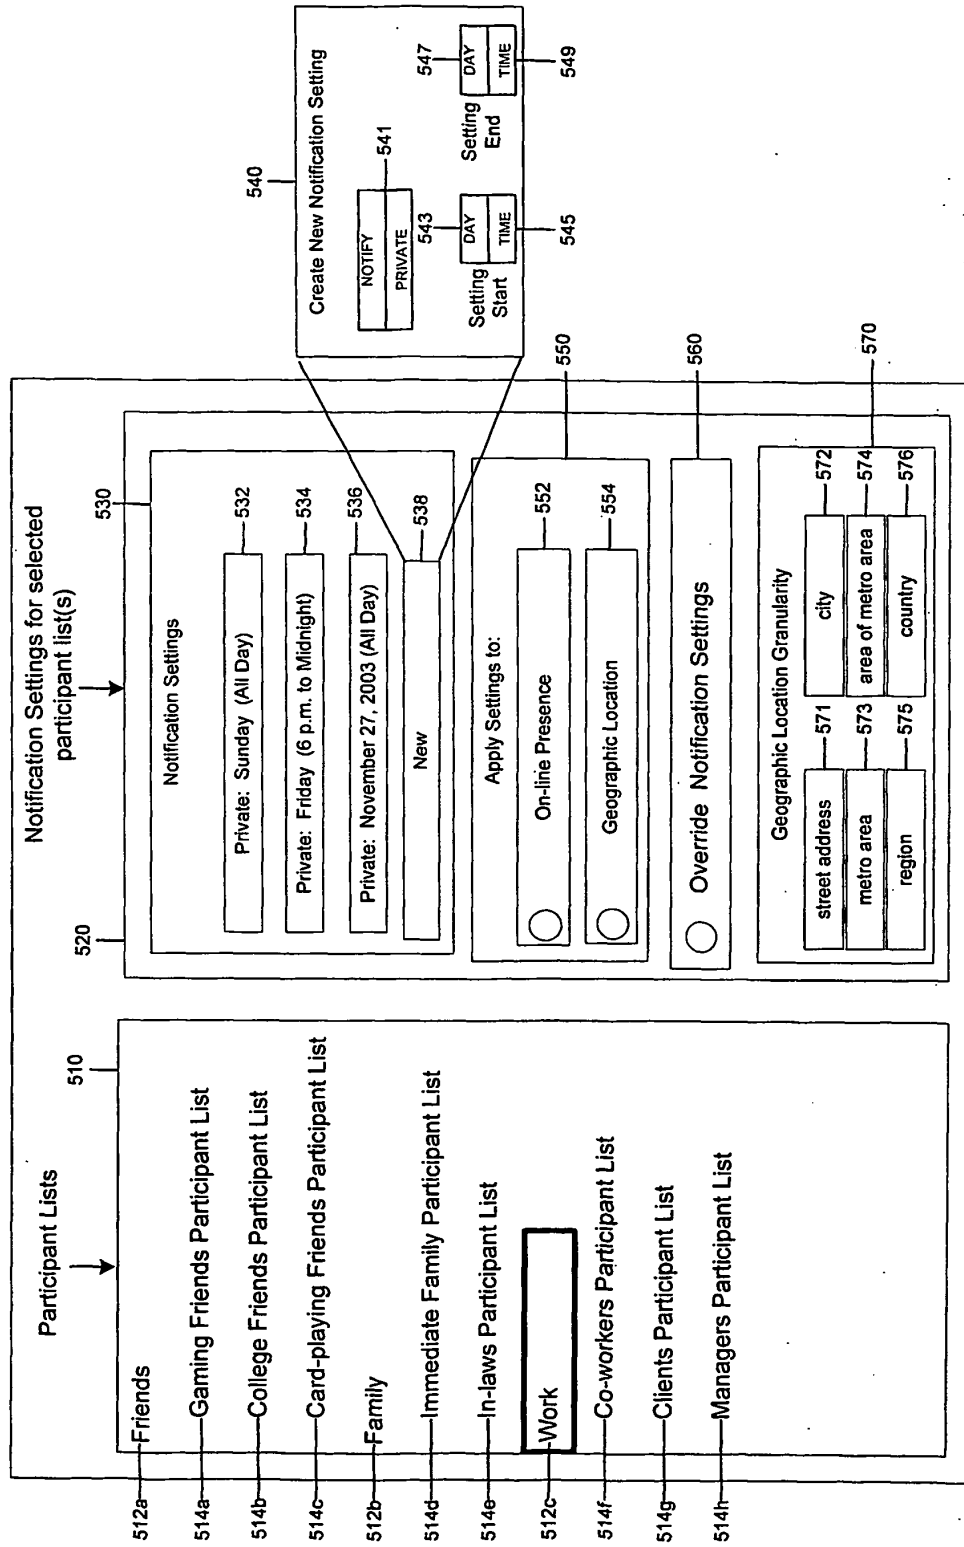 Participant Lists
510
512a
Friends
514a
Gaming Friends Participant List
514b
College Friends Participant List
514c
Card-playing Friends Participant List
512b
Family
514d
Immediate Family Participant List
514e
In-laws Participant List
512c
Work
514f
Co-workers Participant List
514g
Clients Participant List
514h
Managers Participant List
Notification Settings for selected
participant list(s)
520
530
Notification Settings
Private: Sunday (All Day)
532
Private: Friday (6 p.m. to Midnight)
534
Private: November 27, 2003 (All Day)
536
New
538
Apply Settings to:
550
On-line Presence
552
Geographic Location
554
Override Notification Settings
560
Geographic Location Granularity
570
street address
571
city
572
metro area
573
area of metro area
574
region
575
country
576
540
Create New Notification Setting
NOTIFY
PRIVATE
541
543
547
Setting
Start
DAY
TIME
Setting
End
DAY
TIME
545
549